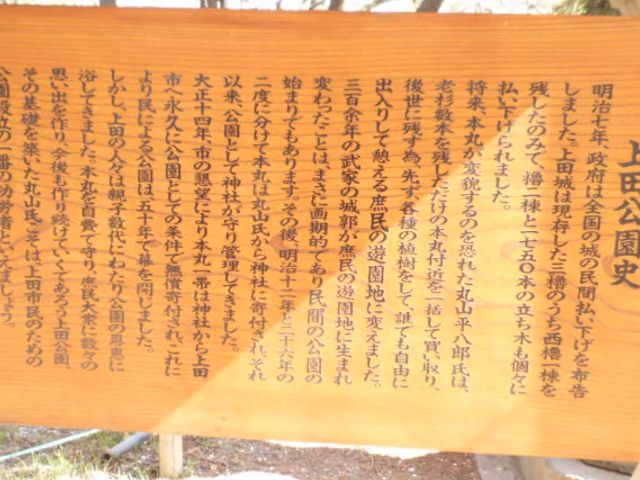 上田公園史
明治七年、政府は全国の城の民間払い下げを布告
しました。上田城は現存した三櫓のうち西櫓一棟を
残したのみで、櫓一棟と一七五〇本の立ち木も個々に
払い下げられました。
将来、本丸が変貌するのを恐れた丸山平八郎氏は、
老杉数本を残しただけの本丸付近を一括して買い取り、
後世に残す為、先ず各種の植樹をして、誰でも自由に
出入りして憩える庶民の遊園地に変えました。
三百余年の武家の城郭が庶民の遊園地に生まれ
変わったことは、まさに画期的であり民間の公園の
始まりでもあります。その後、明治十二年と二十六年の
二度に分けて本丸は丸山氏から神社に寄付され、それ
以来、公園として神社が守り管理してきました。
大正十四年、市の懇望により本丸一帯は神社から上田
市へ永久に公園としての条件で無償寄付され、これに
より民による公園は、五十年で幕を閉じました。
しかし、上田の人々は親子数代にわたり公園の恩恵に
浴してきました。本丸を自費で守り、庶民大衆に数々の
思い出を作り、今後も作り続けていくであろう上田公園、
その基礎を築いた丸山氏こそは、上田市民のための
公園設立の一番の功労者といえましょう。